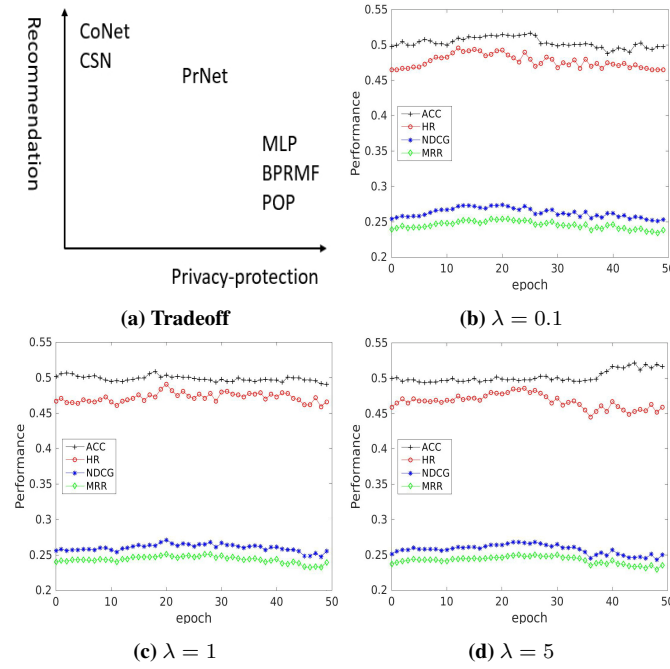 Recommendation
CoNet
CSN
PrNet
MLP
BPRMF
POP
Privacy-protection
(a) Tradeoff
Performance
0.55
0.5
0.45
0.4
0.35
0.3
0.25
0.2
ACC
HR
NDCG
MRR
0 10 20 30 40 50
epoch
(b) λ = 0.1
Performance
0.55
0.5
0.45
0.4
0.35
0.3
0.25
0.2
ACC
HR
NDCG
MRR
0 10 20 30 40 50
epoch
(c) λ = 1
Performance
0.55
0.5
0.45
0.4
0.35
0.3
0.25
0.2
ACC
HR
NDCG
MRR
0 10 20 30 40 50
epoch
(d) λ = 5